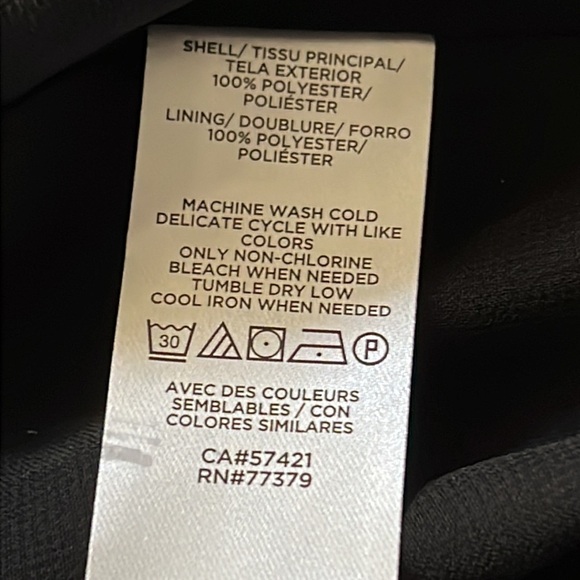 SHELL/ TISSU PRINCIPAL/
TELA EXTERIOR
100% POLYESTER/
POLIÉSTER
LINING/ DOUBLURE/ FORRO
100% POLYESTER/
POLIÉSTER
MACHINE WASH COLD
DELICATE CYCLE WITH LIKE
COLORS
ONLY NON-CHLORINE
BLEACH WHEN NEEDED
TUMBLE DRY LOW
COOL IRON WHEN NEEDED
30 P
AVEC DES COULEURS
SEMBLABLES / CON
COLORES SIMILARES
CA#57421
RN#77379